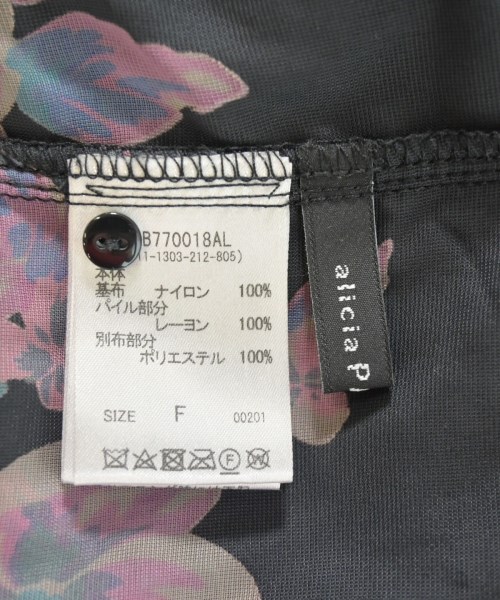 B770018AL
1-1303-212-805)
本体
基布 ナイロン 100%
パイル部分
レーヨン 100%
別布部分
ポリエステル 100%
SIZE F 00201
F W
alicia